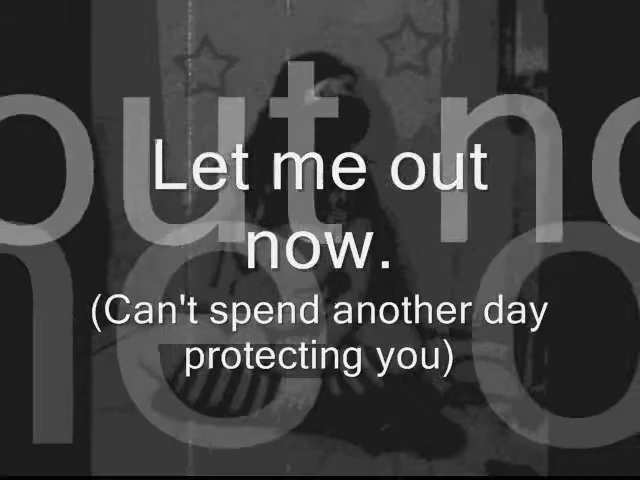 Let me out
now.
(Can't spend another day
protecting you)